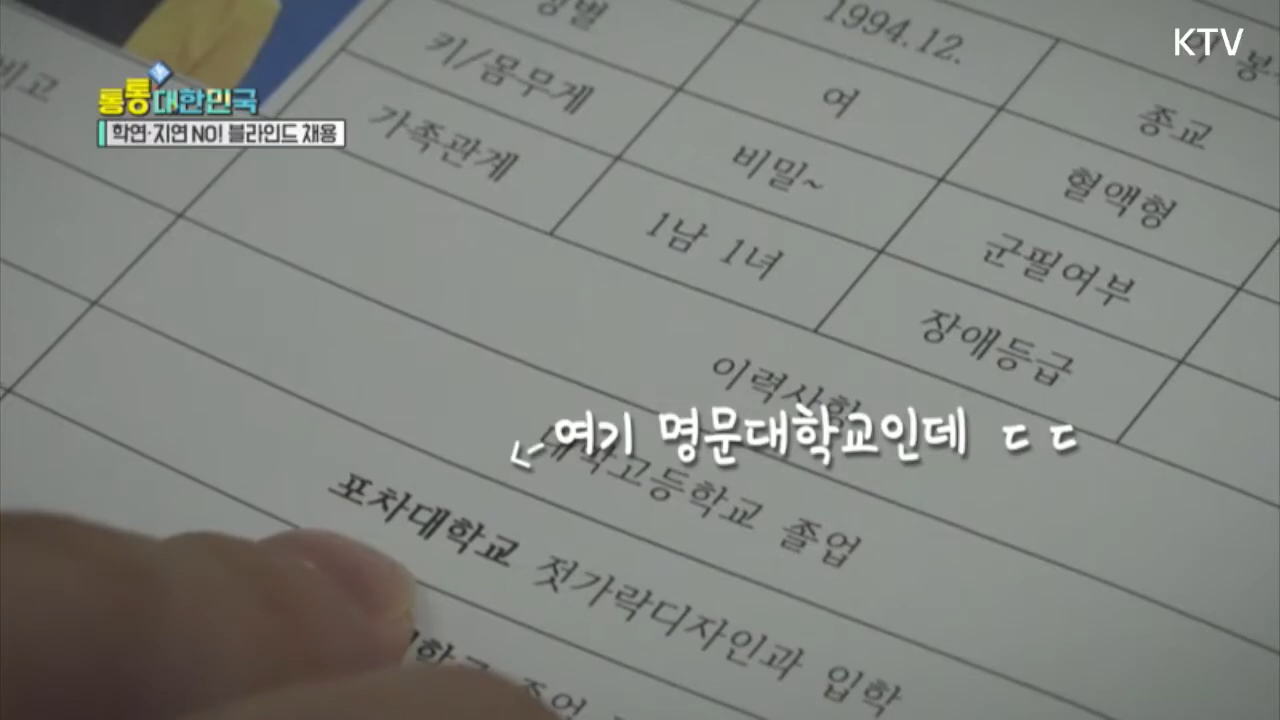 KTV
통통 대한민국
학연·지연 NO! 블라인드 채용
비고
성별
1994.12.
키/몸무게
여
종교
가족관계
비밀~
혈액형
1남 1녀
군필여부
장애등급
이력사항
여기 명문대학교인데 ㄷㄷ
고등학교 졸업
포차대학교 젓가락디자인과 입학